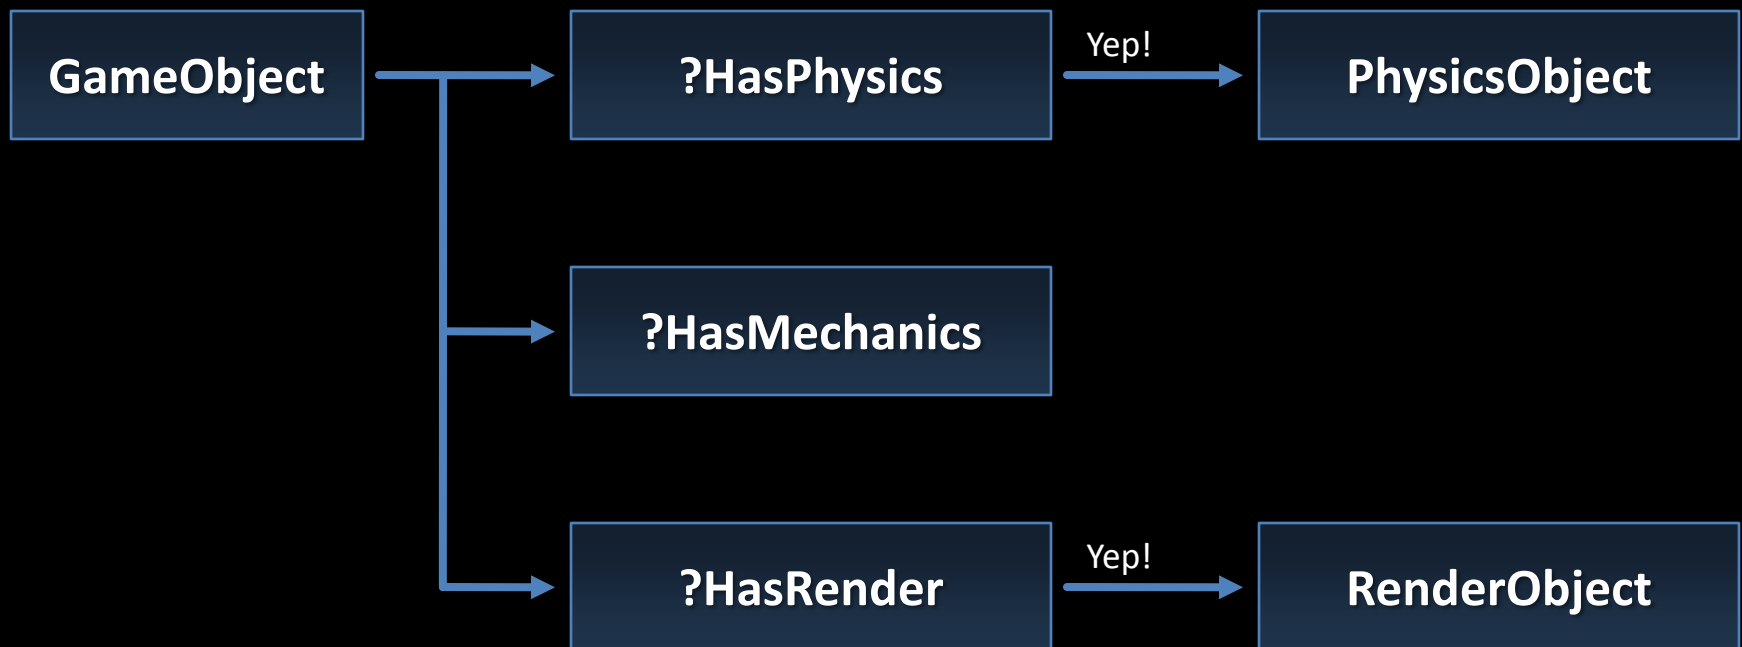 GameObject
?HasPhysics
Yep!
PhysicsObject
?HasMechanics
?HasRender
Yep!
RenderObject